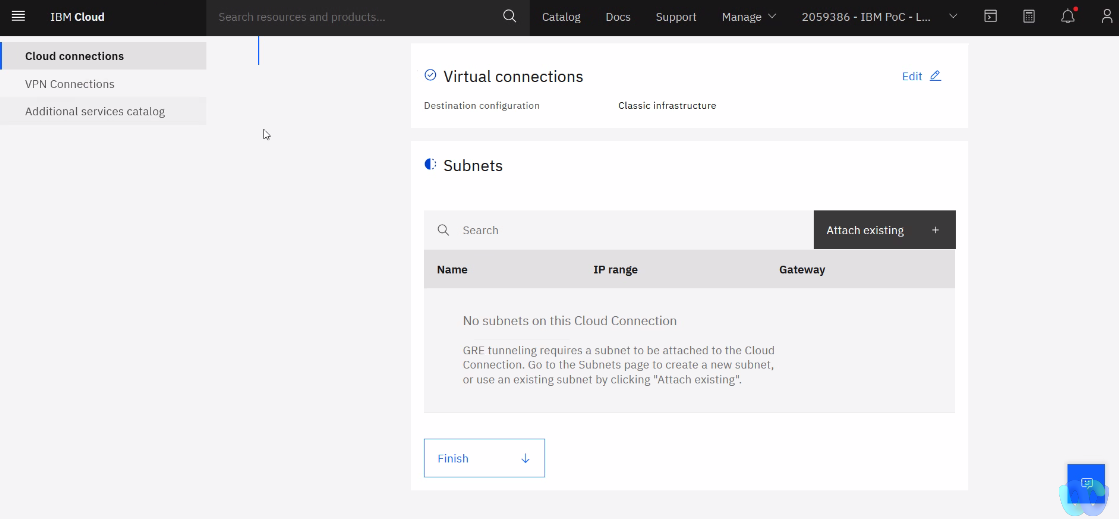 IBM Cloud
Search resources and products...
Catalog
Docs
Support
Manage
2059386 - IBM PoC - L...
Cloud connections
VPN Connections
Additional services catalog
Virtual connections
Edit
Destination configuration
Classic infrastructure
Subnets
Search
Attach existing +
Name
IP range
Gateway
No subnets on this Cloud Connection
GRE tunneling requires a subnet to be attached to the Cloud
Connection. Go to the Subnets page to create a new subnet,
or use an existing subnet by clicking "Attach existing".
Finish